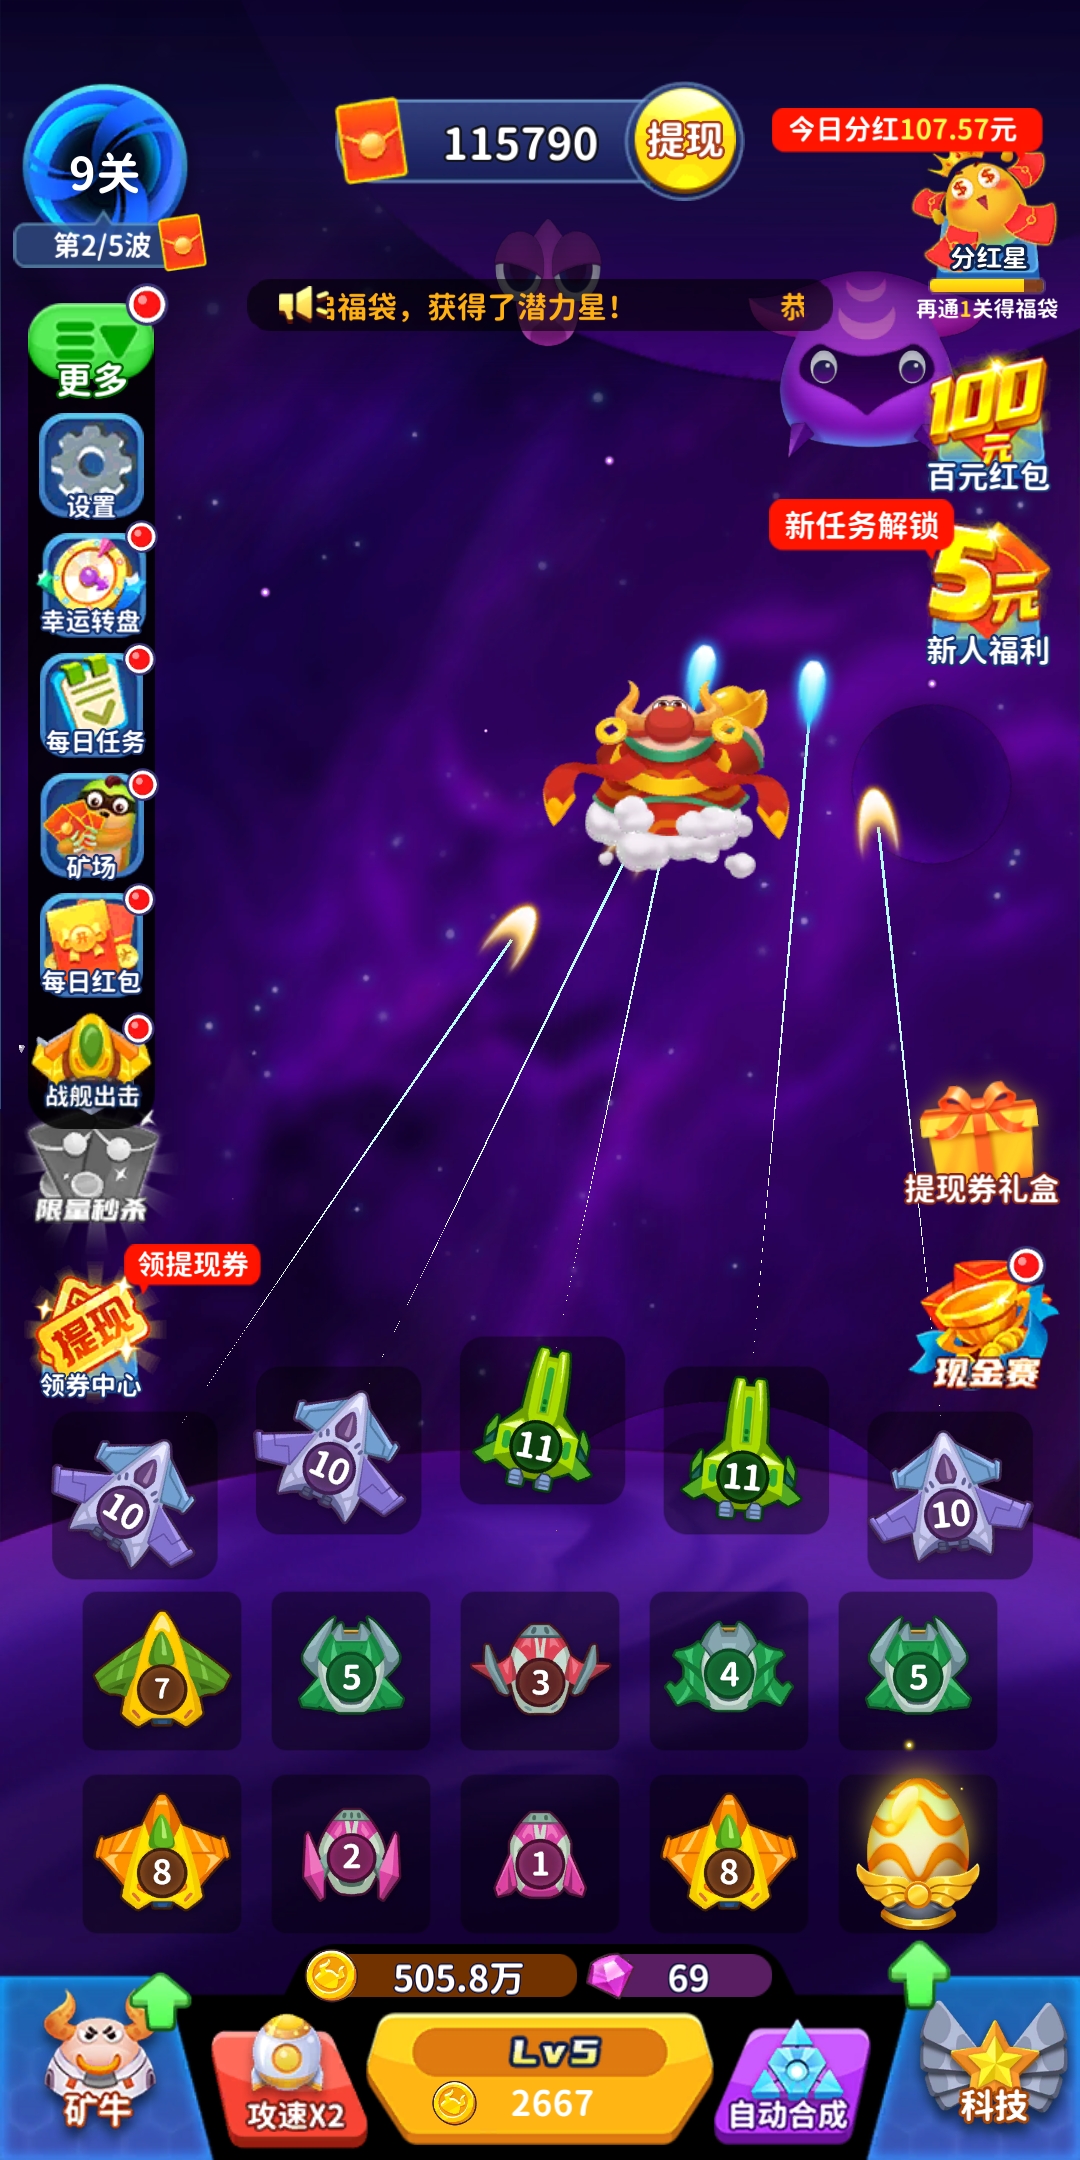 9关
第2/5波
115790
提现
今日分红107.57元
分红星
再通1关得福袋
福袋，获得了潜力星！
恭
更多
100元
百元红包
设置
新任务解锁
5元
新人福利
幸运转盘
每日任务
矿场
开
每日红包
战舰出击
限量秒杀
提现券礼盒
领提现券
提现
领券中心
现金赛
10
10
11
11
10
7
5
3
4
5
8
2
1
8
505.8万
69
矿牛
攻速X2
Lv5
2667
自动合成
科技